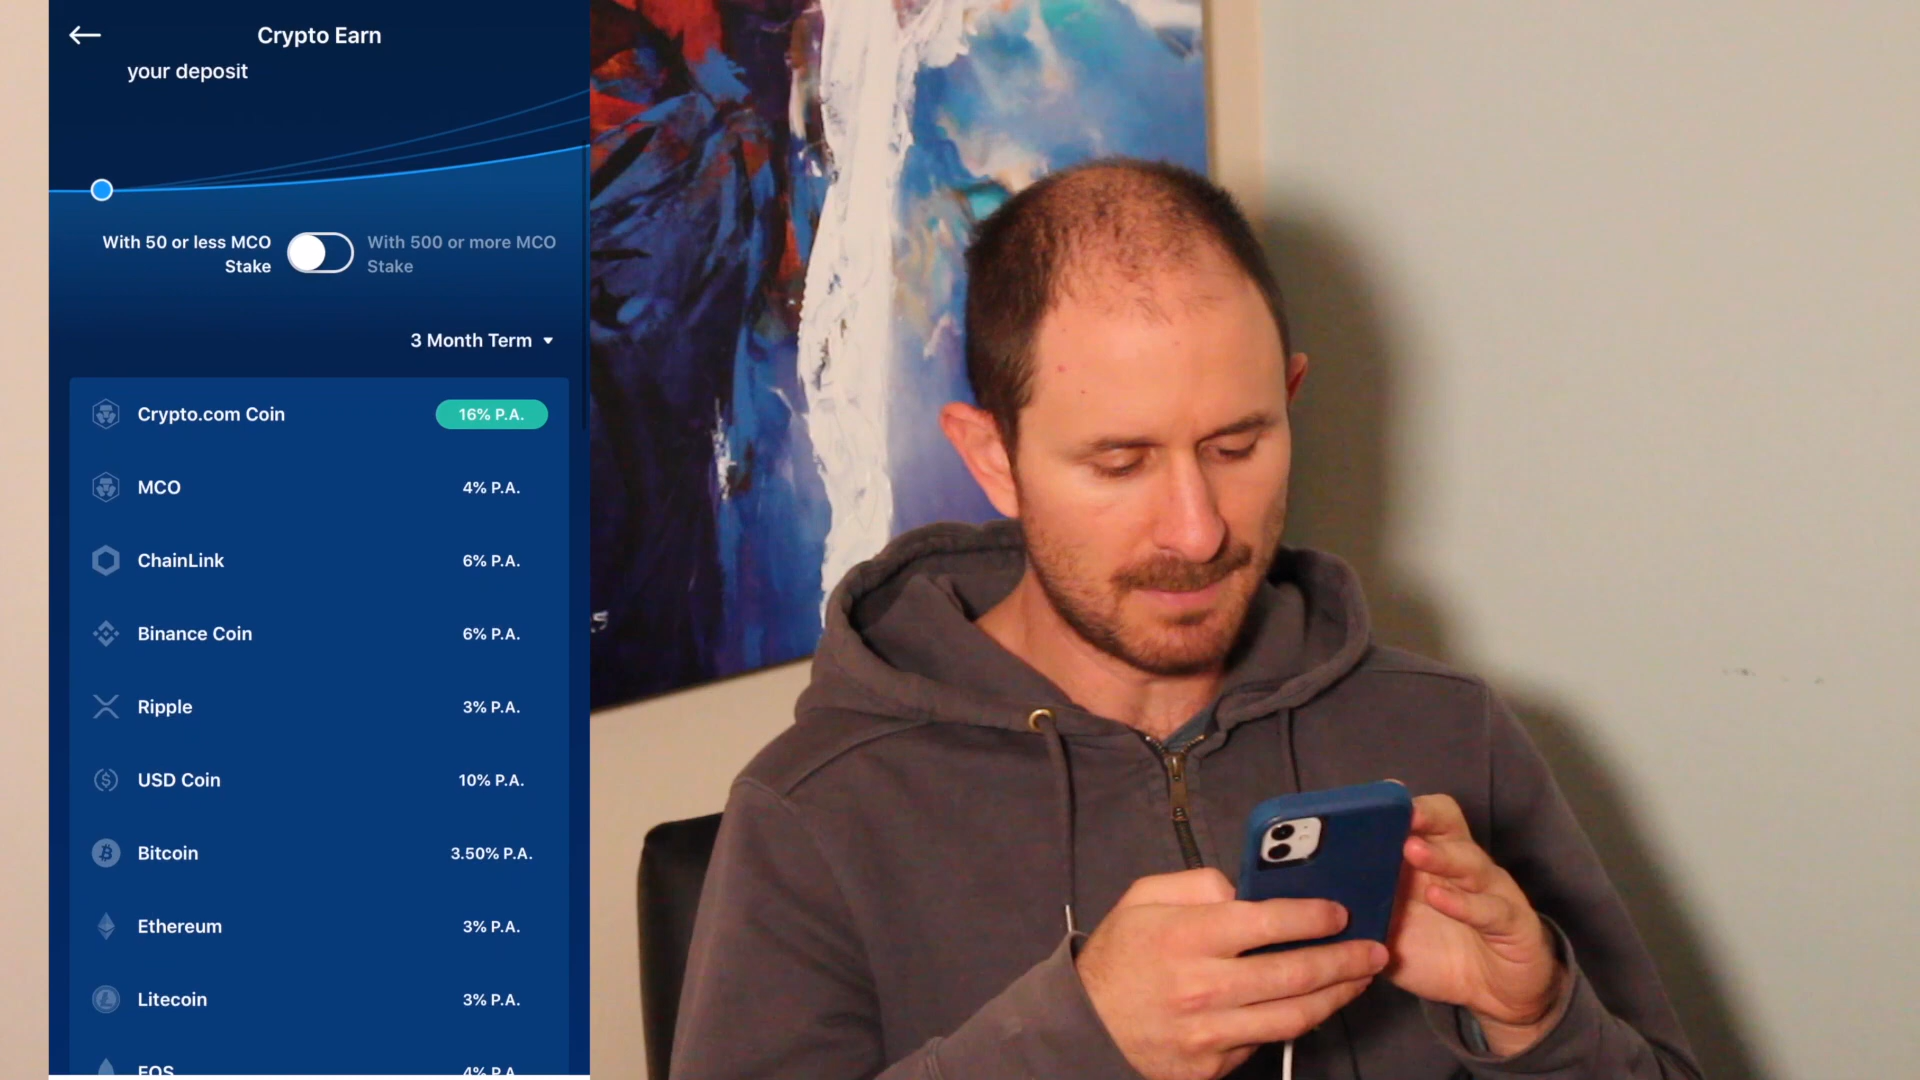 Crypto Earn
your deposit
With 50 or less MCO
Stake
With 500 or more MCO
Stake
3 Month Term
Crypto.com Coin 16% P.A.
MCO 4% P.A.
ChainLink 6% P.A.
Binance Coin 6% P.A.
Ripple 3% P.A.
USD Coin 10% P.A.
Bitcoin 3.50% P.A.
Ethereum 3% P.A.
Litecoin 3% P.A.
EOS 4% P.A.